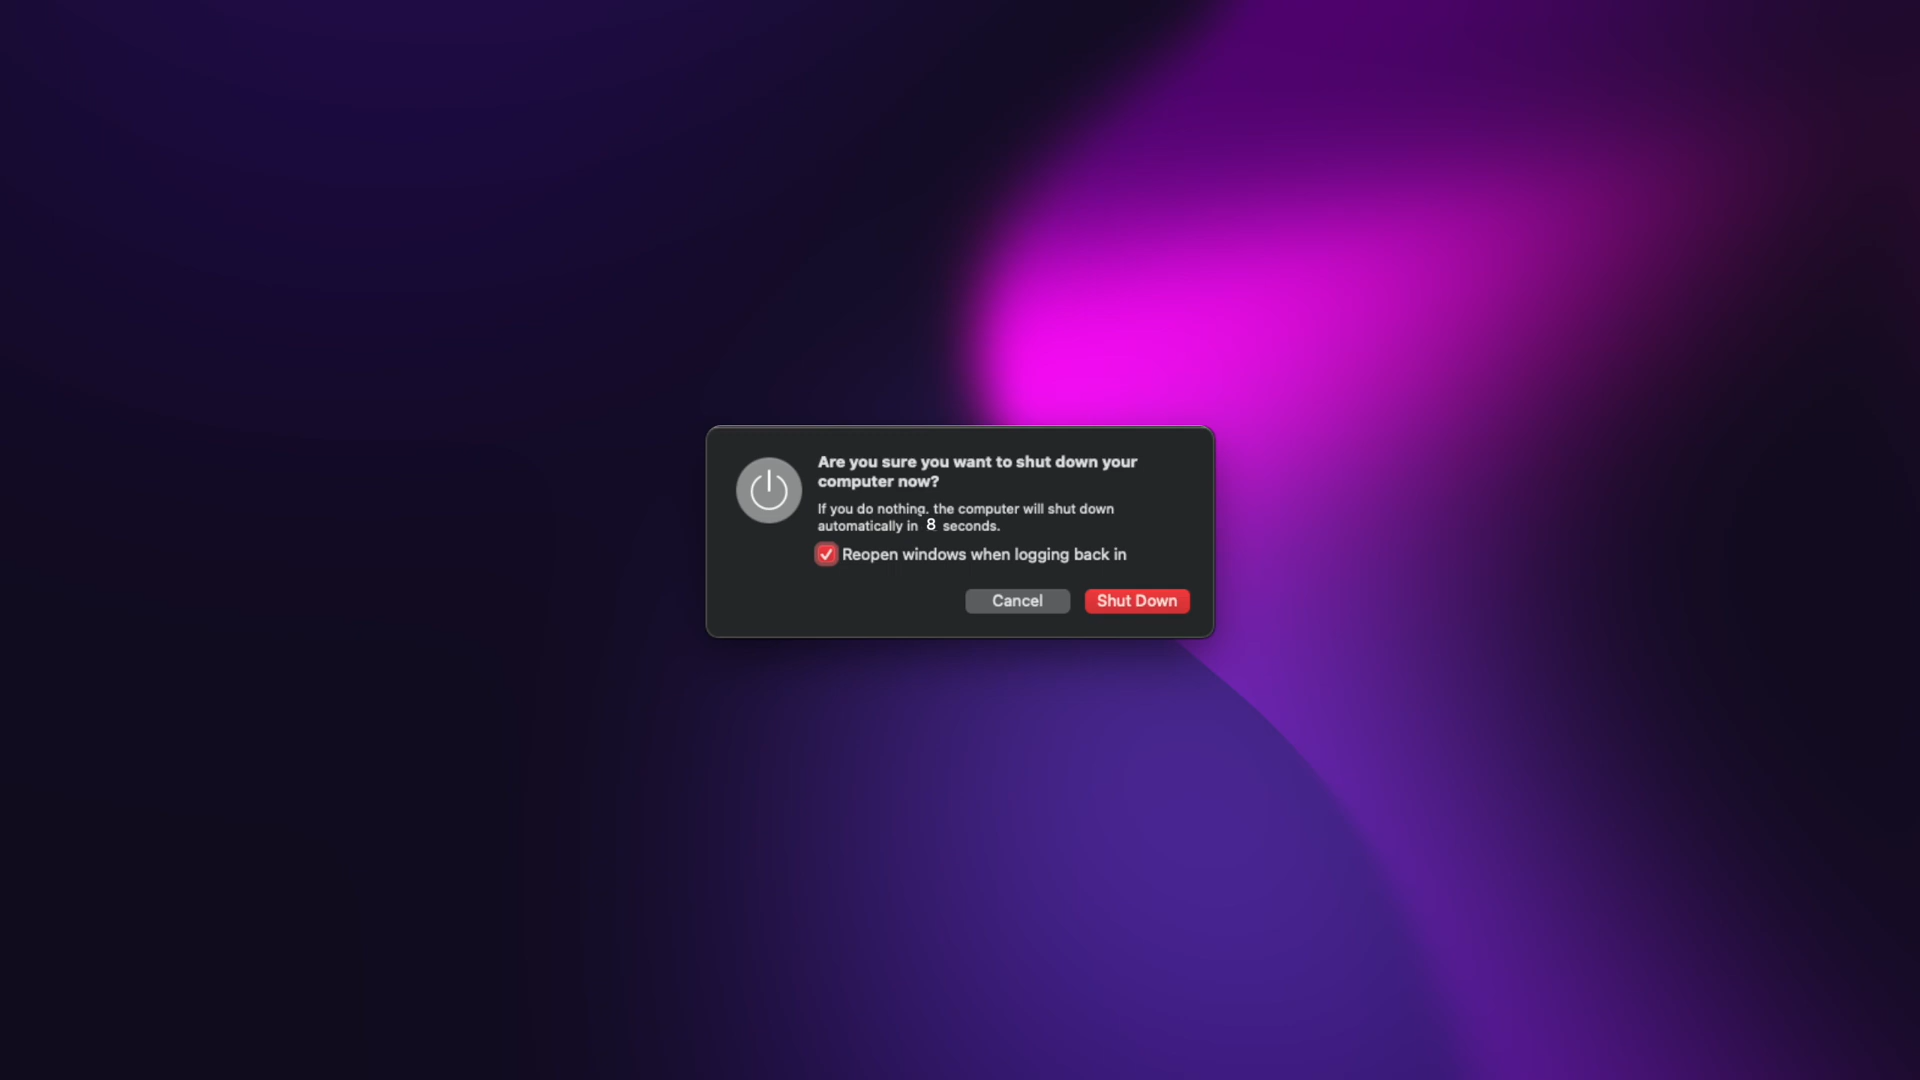 Are you sure you want to shut down your
computer now?
If you do nothing. the computer will shut down
automatically in 8 seconds.
Reopen windows when logging back in
Cancel
Shut Down